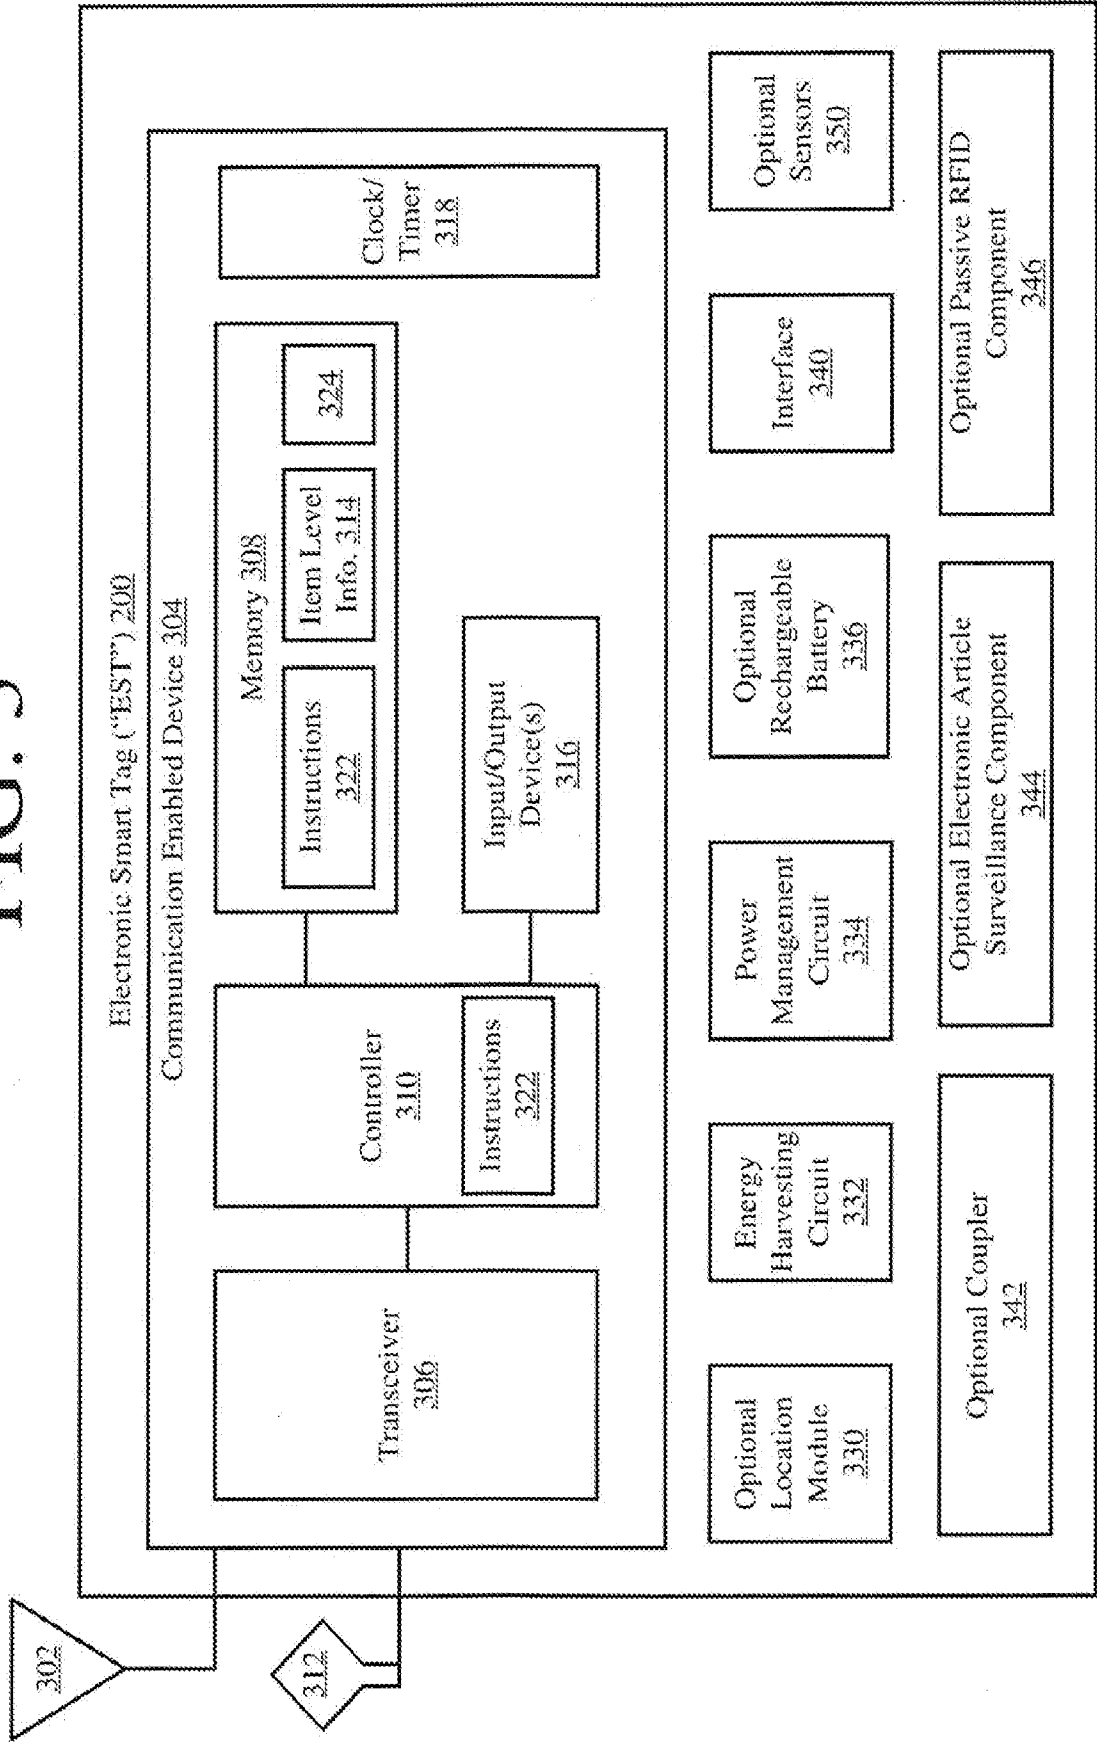 FIG. 3
Electronic Smart Tag ("EST") 200
Communication Enabled Device 304
302
312
Transceiver
306
Controller
310
Instructions
322
Memory 308
Instructions
322
Item Level
Info. 314
324
Input/Output
Device(s)
316
Clock/
Timer
318
Optional
Location
Module
330
Energy
Harvesting
Circuit
332
Power
Management
Circuit
334
Optional
Rechargeable
Battery
336
Interface
340
Optional
Sensors
350
Optional Coupler
342
Optional Electronic Article
Surveillance Component
344
Optional Passive RFID
Component
346